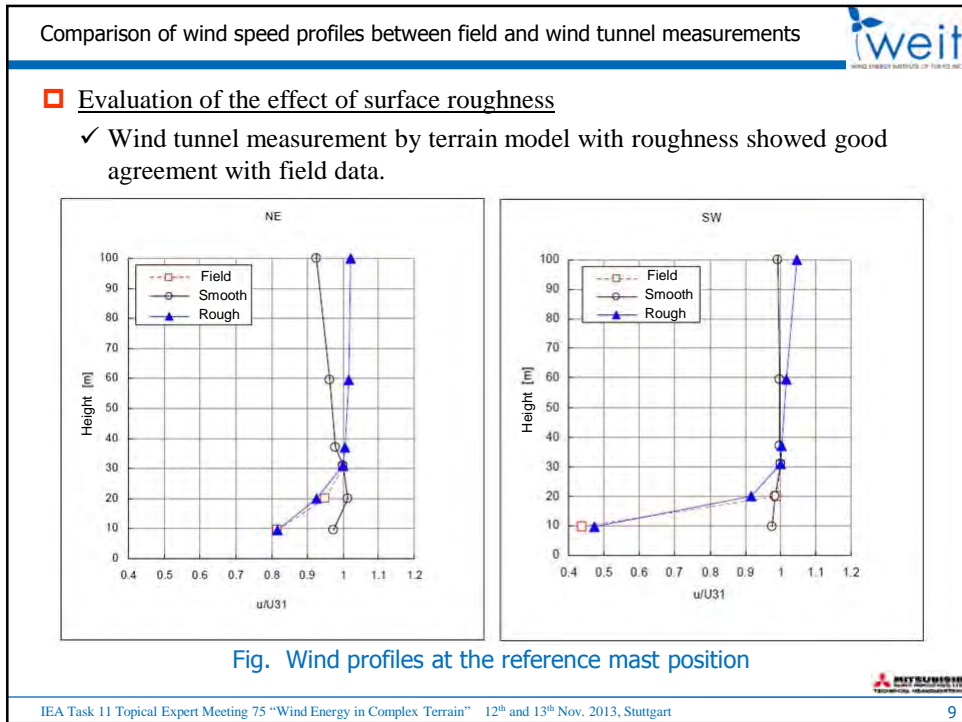 Comparison of wind speed profiles between field and wind tunnel measurements
weit
Evaluation of the effect of surface roughness
✓ Wind tunnel measurement by terrain model with roughness showed good
agreement with field data.
NE
100
90
80
70
60
50
40
30
20
10
0
Height [m]
Field
Smooth
Rough
0.4 0.5 0.6 0.7 0.8 0.9 1 1.1 1.2
u/U31
SW
100
90
80
70
60
50
40
30
20
10
0
Height [m]
Field
Smooth
Rough
0.4 0.5 0.6 0.7 0.8 0.9 1 1.1 1.2
u/U31
Fig. Wind profiles at the reference mast position
MITSUBISHI
IEA Task 11 Topical Expert Meeting 75 “Wind Energy in Complex Terrain” 12th and 13th Nov. 2013, Stuttgart
9